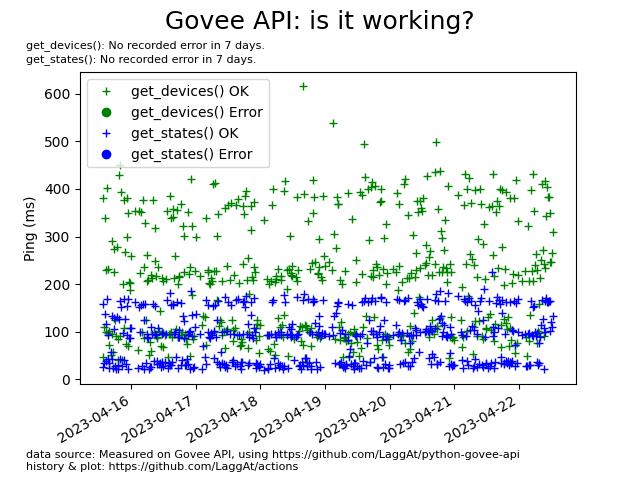 Govee API: is it working?
get_devices(): No recorded error in 7 days.
get_states(): No recorded error in 7 days.
get_devices() OK
get_devices() Error
get_states() OK
get_states() Error
Ping (ms)
600
500
400
300
200
100
0
2023-04-16
2023-04-17
2023-04-18
2023-04-19
2023-04-20
2023-04-21
2023-04-22
data source: Measured on Govee API, using https://github.com/LaggAt/python-govee-api
history & plot: https://github.com/LaggAt/actions